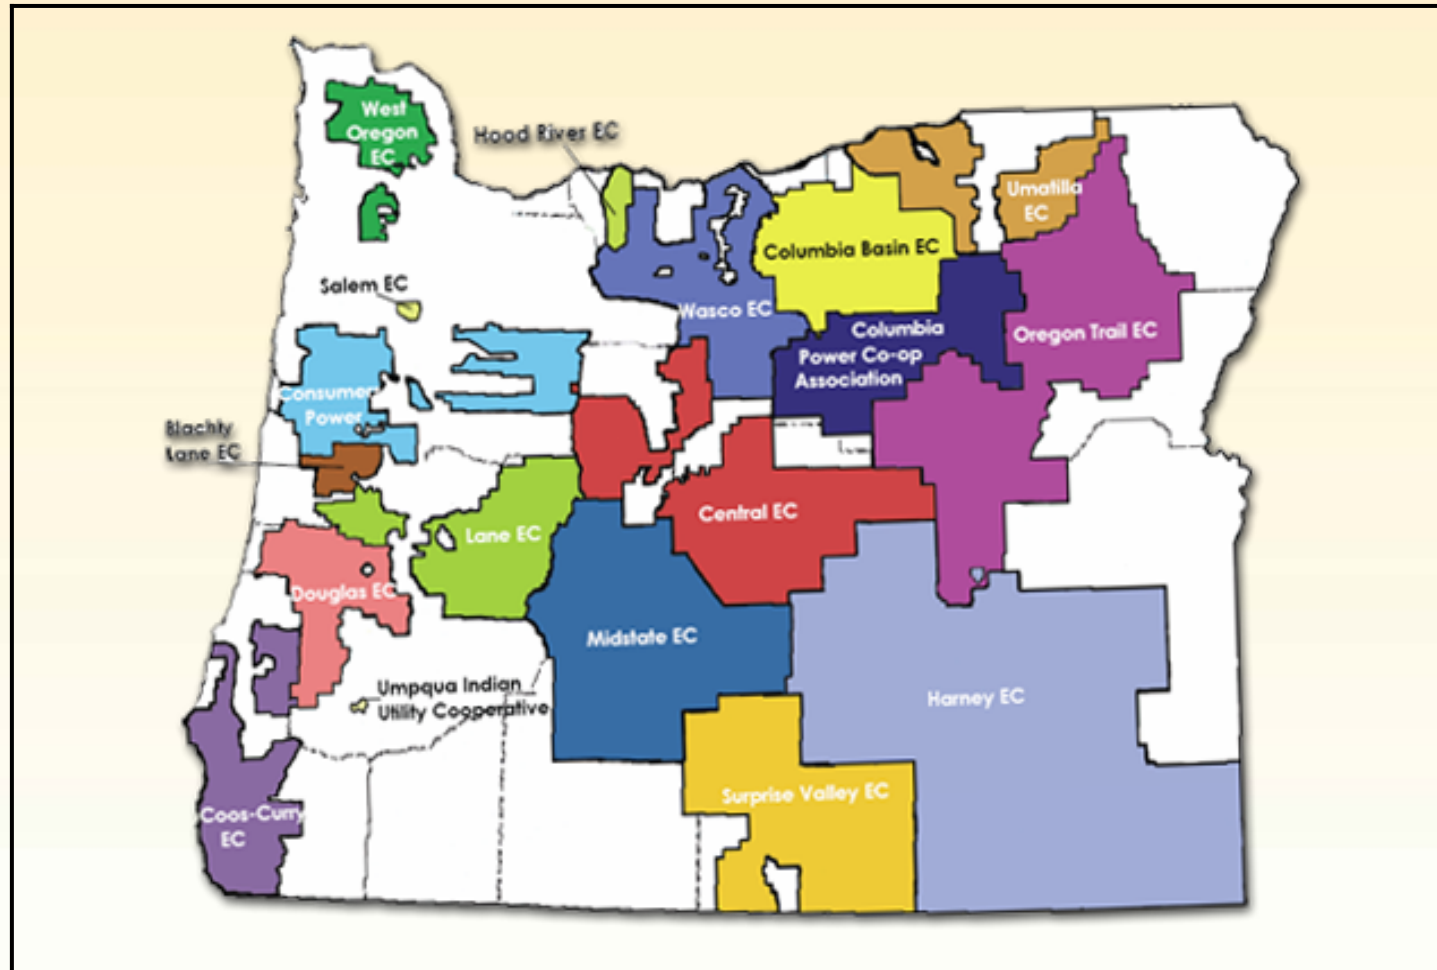 West
Oregon
EC
Hood River EC
Umatilla
EC
Columbia Basin EC
Salem EC
Wasco EC
Columbia
Power Co-op
Association
Oregon Trail EC
Consumer
Power
Blachly
Lane EC
Central EC
Lane EC
Douglas EC
Midstate EC
Umpqua Indian
Utility Cooperative
Harney EC
Surprise Valley EC
Coos-Curry
EC